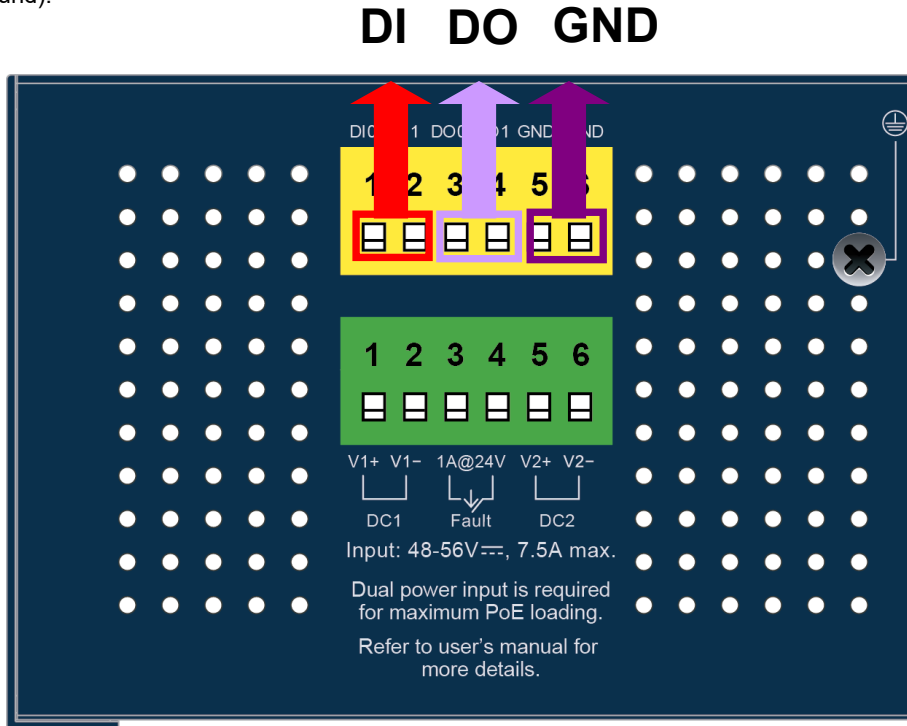 DI DO GND
DI0 1 DO0 1 GND ND
1 2 3 4 5
1 2 3 4 5 6
V1+ V1− 1A@24V V2+ V2−
DC1 Fault DC2
Input: 48-56V⎓, 7.5A max.
Dual power input is required
for maximum PoE loading.
Refer to user's manual for
more details.